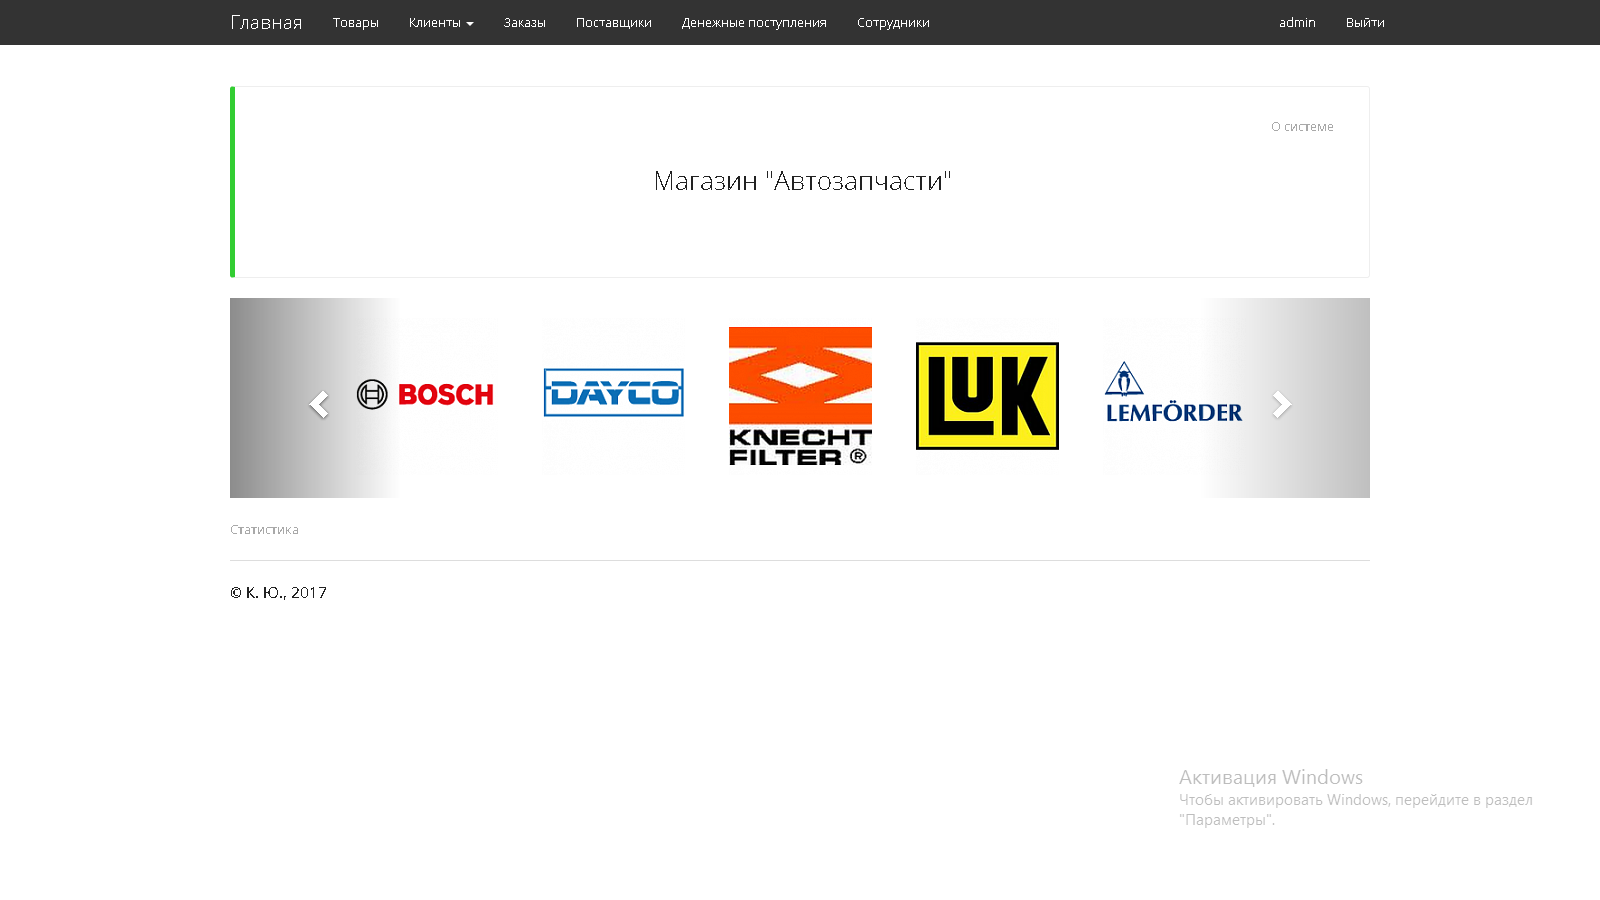 Главная Товары Клиенты Заказы Поставщики Денежные поступления Сотрудники admin Выйти
О системе
Магазин "Автозапчасти"
BOSCH DAYCO KNECHT FILTER ® LUK LEMFÖRDER
Статистика
© К. Ю., 2017
Активация Windows
Чтобы активировать Windows, перейдите в раздел
"Параметры".